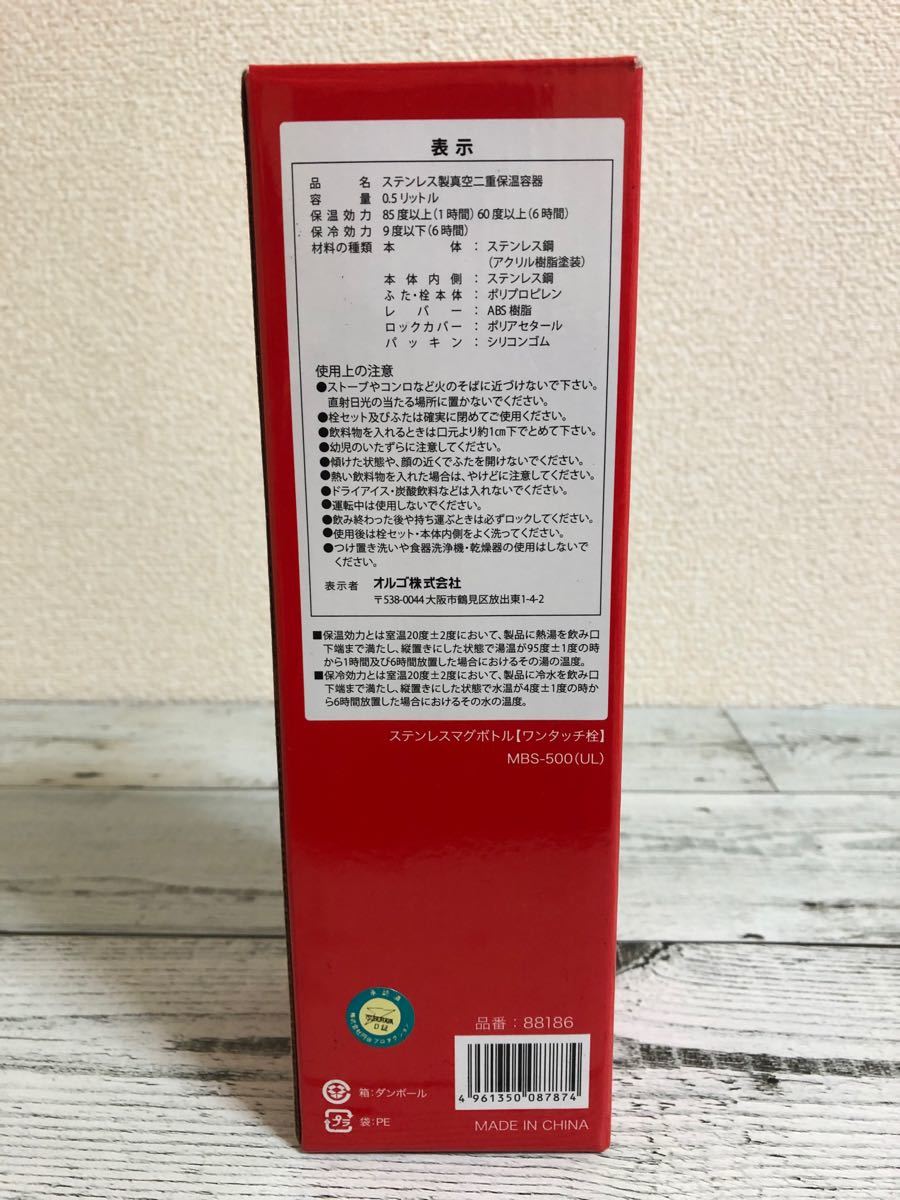 表示
品名 ステンレス製真空二重保温容器
容量 0.5リットル
保温効力 85度以上(1時間)60度以上(6時間)
保冷効力 9度以下(6時間)
材料の種類 本体：ステンレス鋼
(アクリル樹脂塗装)
本体内側：ステンレス鋼
ふた・栓本体：ポリプロピレン
レバー：ABS樹脂
ロックカバー：ポリアセタール
パッキン：シリコンゴム
使用上の注意
●ストーブやコンロなど火のそばに近づけないで下さい。
直射日光の当たる場所に置かないでください。
●栓セット及びふたは確実に閉めてご使用ください。
●飲料物を入れるときは口元より約1cm下でとめて下さい。
●幼児のいたずらに注意してください。
●傾けた状態や、顔の近くでふたを開けないでください。
●熱い飲料物を入れた場合は、やけどに注意してください。
●ドライアイス・炭酸飲料などは入れないでください。
●運転中は使用しないでください。
●飲み終わった後や持ち運ぶときは必ずロックしてください。
●使用後は栓セット・本体内側をよく洗ってください。
●つけ置き洗いや食器洗浄機・乾燥器の使用はしないで
ください。
表示者 オルゴ株式会社
〒538-0044 大阪市鶴見区放出東1-4-2
■保温効力とは室温20度±2度において、製品に熱湯を飲み口
下端まで満たし、縦置きにした状態で湯温が95度±1度の時
から1時間及び6時間放置した場合におけるその湯の温度。
■保冷効力とは室温20度±2度において、製品に冷水を飲み口
下端まで満たし、縦置きにした状態で水温が4度±1度の時か
ら6時間放置した場合におけるその水の温度。
ステンレスマグボトル【ワンタッチ栓】
MBS-500(UL)
承認済
株式会社円谷プロダクション
品番：88186
4 961350 087874
箱：ダンボール
プラ
袋：PE
MADE IN CHINA